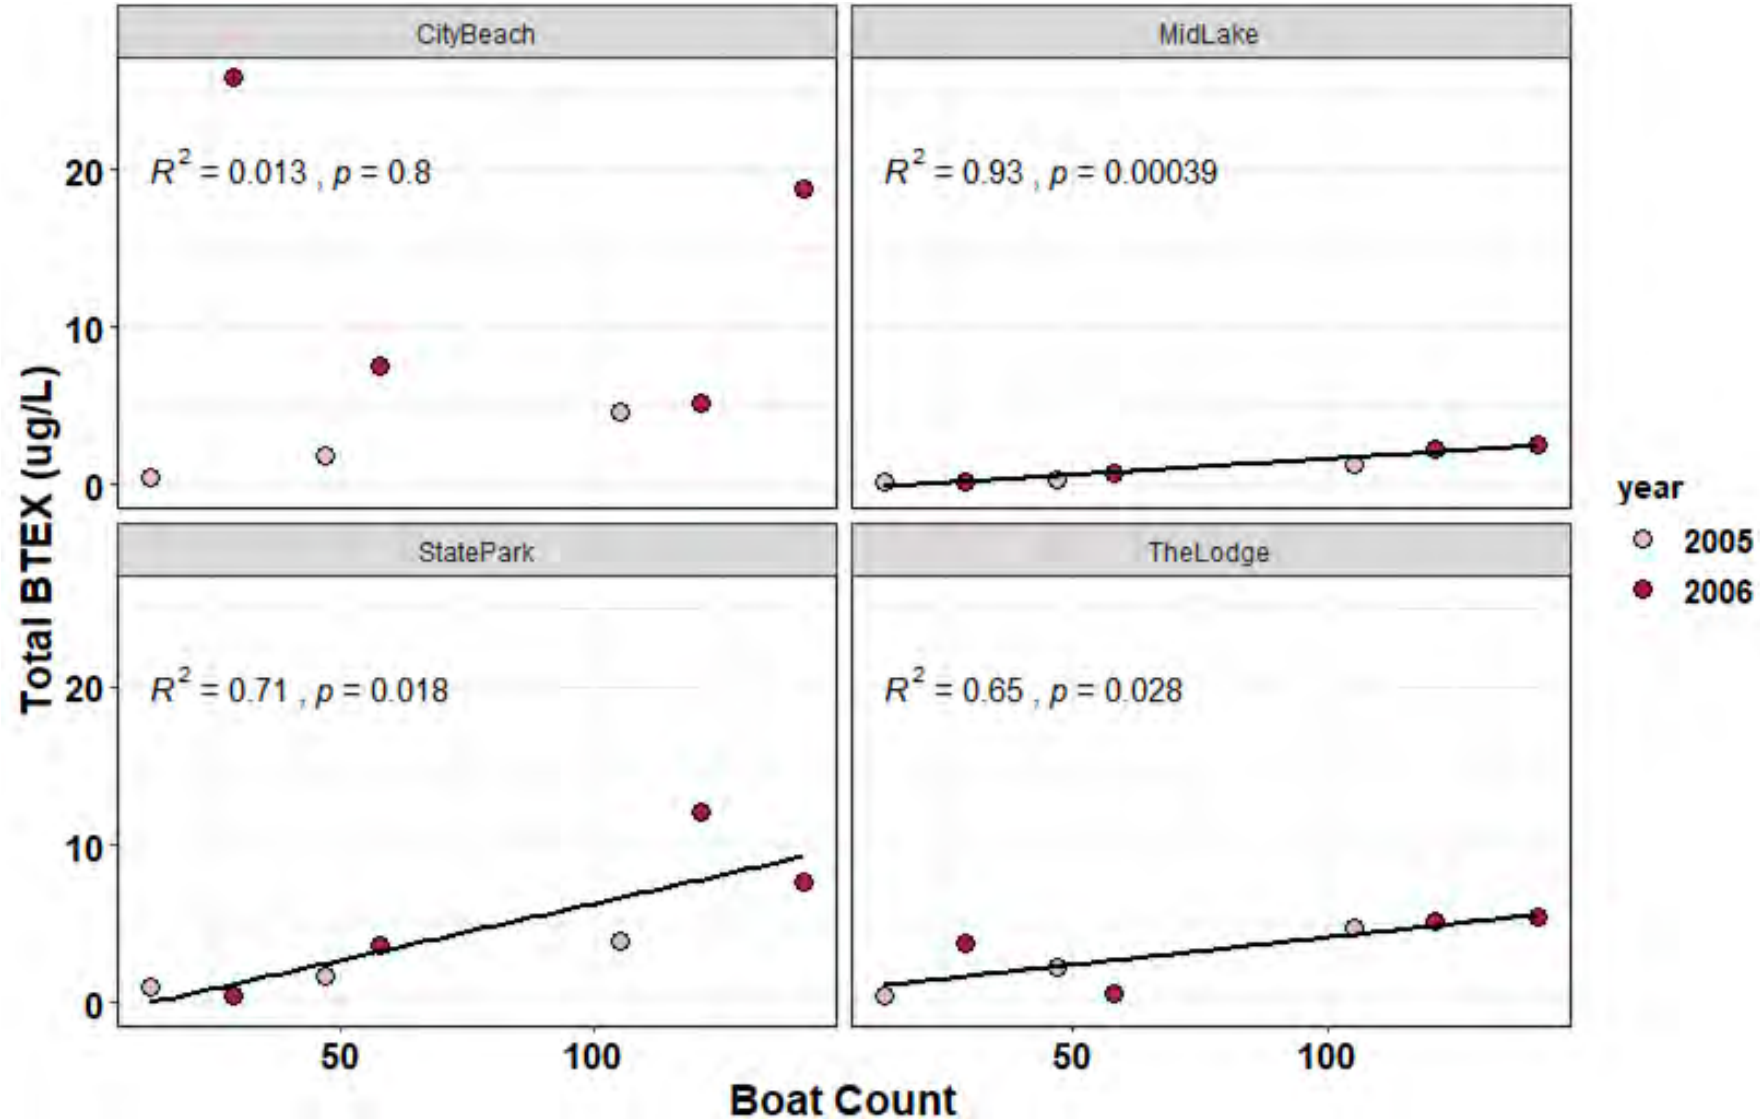 CityBeach
MidLake
R² = 0.013 , p = 0.8
R² = 0.93 , p = 0.00039
20
10
0
StatePark
TheLodge
R² = 0.71 , p = 0.018
R² = 0.65 , p = 0.028
20
10
0
50
100
50
100
Total BTEX (ug/L)
Boat Count
year
2005
2006